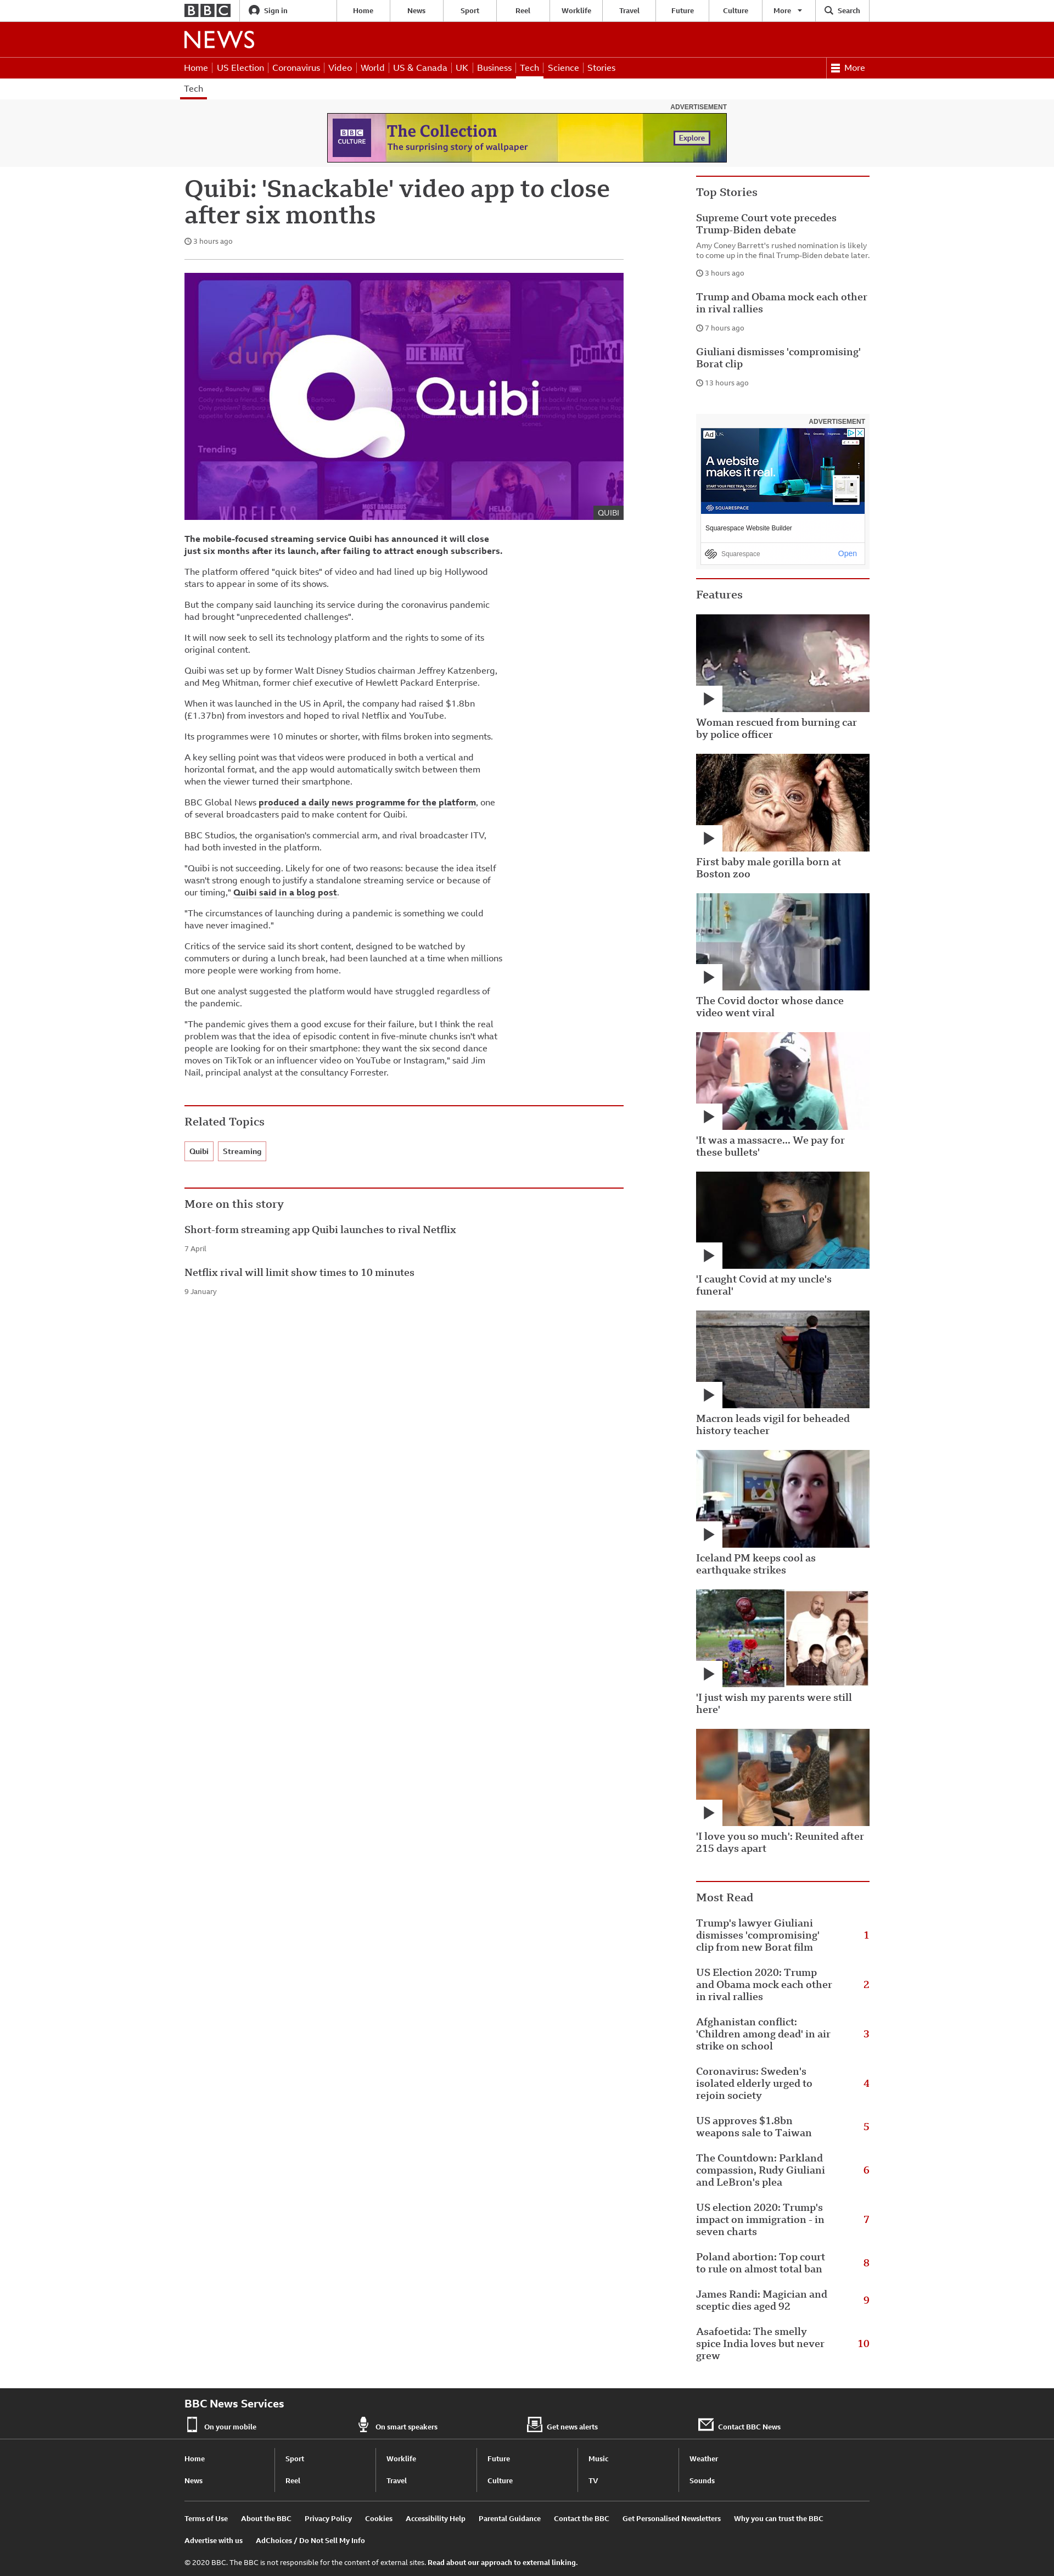 BBC
Sign in
Home
News
Sport
Reel
Worklife
Travel
Future
Culture
More
Search
NEWS
Home
US Election
Coronavirus
Video
World
US & Canada
UK
Business
Tech
Science
Stories
More
Tech
ADVERTISEMENT
BBC
CULTURE
The Collection
The surprising story of wallpaper
Explore
Quibi: 'Snackable' video app to close
after six months
3 hours ago
Quibi
dum
DIE HART
punk'd
Comedy, Raunchy
Celebrity
Trending
WIRELESS
MOST DANGEROUS
GAME
HELLO
AMERICA
QUIBI
The mobile-focused streaming service Quibi has announced it will close
just six months after its launch, after failing to attract enough subscribers.
The platform offered "quick bites" of video and had lined up big Hollywood
stars to appear in some of its shows.
But the company said launching its service during the coronavirus pandemic
had brought "unprecedented challenges".
It will now seek to sell its technology platform and the rights to some of its
original content.
Quibi was set up by former Walt Disney Studios chairman Jeffrey Katzenberg,
and Meg Whitman, former chief executive of Hewlett Packard Enterprise.
When it was launched in the US in April, the company had raised $1.8bn
(£1.37bn) from investors and hoped to rival Netflix and YouTube.
Its programmes were 10 minutes or shorter, with films broken into segments.
A key selling point was that videos were produced in both a vertical and
horizontal format, and the app would automatically switch between them
when the viewer turned their smartphone.
BBC Global News produced a daily news programme for the platform, one
of several broadcasters paid to make content for Quibi.
BBC Studios, the organisation's commercial arm, and rival broadcaster ITV,
had both invested in the platform.
"Quibi is not succeeding. Likely for one of two reasons: because the idea itself
wasn't strong enough to justify a standalone streaming service or because of
our timing," Quibi said in a blog post.
"The circumstances of launching during a pandemic is something we could
have never imagined."
Critics of the service said its short content, designed to be watched by
commuters or during a lunch break, had been launched at a time when millions
more people were working from home.
But one analyst suggested the platform would have struggled regardless of
the pandemic.
"The pandemic gives them a good excuse for their failure, but I think the real
problem was that the idea of episodic content in five-minute chunks isn't what
people are looking for on their smartphone: they want the six second dance
moves on TikTok or an influencer video on YouTube or Instagram," said Jim
Nail, principal analyst at the consultancy Forrester.
Related Topics
Quibi
Streaming
More on this story
Short-form streaming app Quibi launches to rival Netflix
7 April
Netflix rival will limit show times to 10 minutes
9 January
Top Stories
Supreme Court vote precedes
Trump-Biden debate
Amy Coney Barrett's rushed nomination is likely
to come up in the final Trump-Biden debate later.
3 hours ago
Trump and Obama mock each other
in rival rallies
7 hours ago
Giuliani dismisses 'compromising'
Borat clip
13 hours ago
ADVERTISEMENT
Ad
A website
makes it real.
START YOUR FREE TRIAL TODAY
SQUARESPACE
Squarespace Website Builder
Squarespace
Open
Features
Woman rescued from burning car
by police officer
First baby male gorilla born at
Boston zoo
The Covid doctor whose dance
video went viral
'It was a massacre... We pay for
these bullets'
'I caught Covid at my uncle's
funeral'
Macron leads vigil for beheaded
history teacher
Iceland PM keeps cool as
earthquake strikes
'I just wish my parents were still
here'
'I love you so much': Reunited after
215 days apart
Most Read
Trump's lawyer Giuliani
dismisses 'compromising'
clip from new Borat film
1
US Election 2020: Trump
and Obama mock each other
in rival rallies
2
Afghanistan conflict:
'Children among dead' in air
strike on school
3
Coronavirus: Sweden's
isolated elderly urged to
rejoin society
4
US approves $1.8bn
weapons sale to Taiwan
5
The Countdown: Parkland
compassion, Rudy Giuliani
and LeBron's plea
6
US election 2020: Trump's
impact on immigration - in
seven charts
7
Poland abortion: Top court
to rule on almost total ban
8
James Randi: Magician and
sceptic dies aged 92
9
Asafoetida: The smelly
spice India loves but never
grew
10
BBC News Services
On your mobile
On smart speakers
Get news alerts
Contact BBC News
Home
Sport
Worklife
Future
Music
Weather
News
Reel
Travel
Culture
TV
Sounds
Terms of Use
About the BBC
Privacy Policy
Cookies
Accessibility Help
Parental Guidance
Contact the BBC
Get Personalised Newsletters
Why you can trust the BBC
Advertise with us
AdChoices / Do Not Sell My Info
© 2020 BBC. The BBC is not responsible for the content of external sites. Read about our approach to external linking.